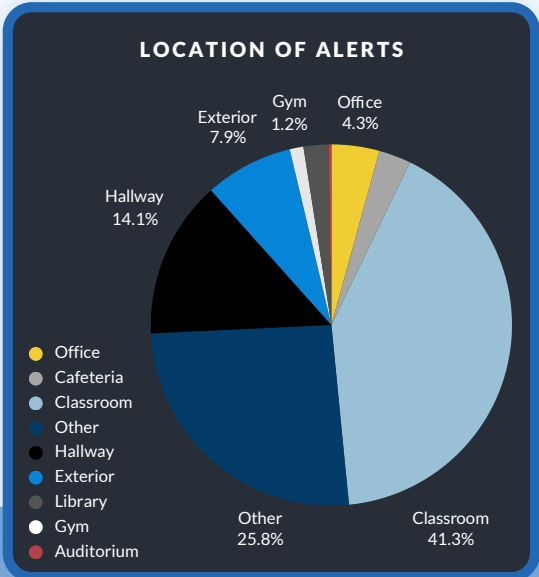 LOCATION OF ALERTS
Gym
1.2%
Office
4.3%
Exterior
7.9%
Hallway
14.1%
Office
Cafeteria
Classroom
Other
Hallway
Exterior
Library
Gym
Auditorium
Other
25.8%
Classroom
41.3%